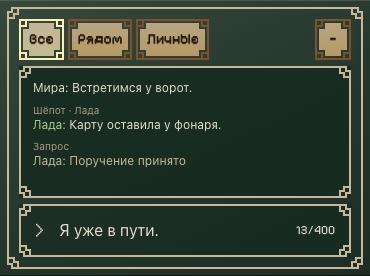 Все Рядом Личные -
Мира: Встретимся у ворот.
Шёпот · Лада
Лада: Карту оставила у фонаря.
Запрос
Лада: Поручение принято
Я уже в пути. 13/400